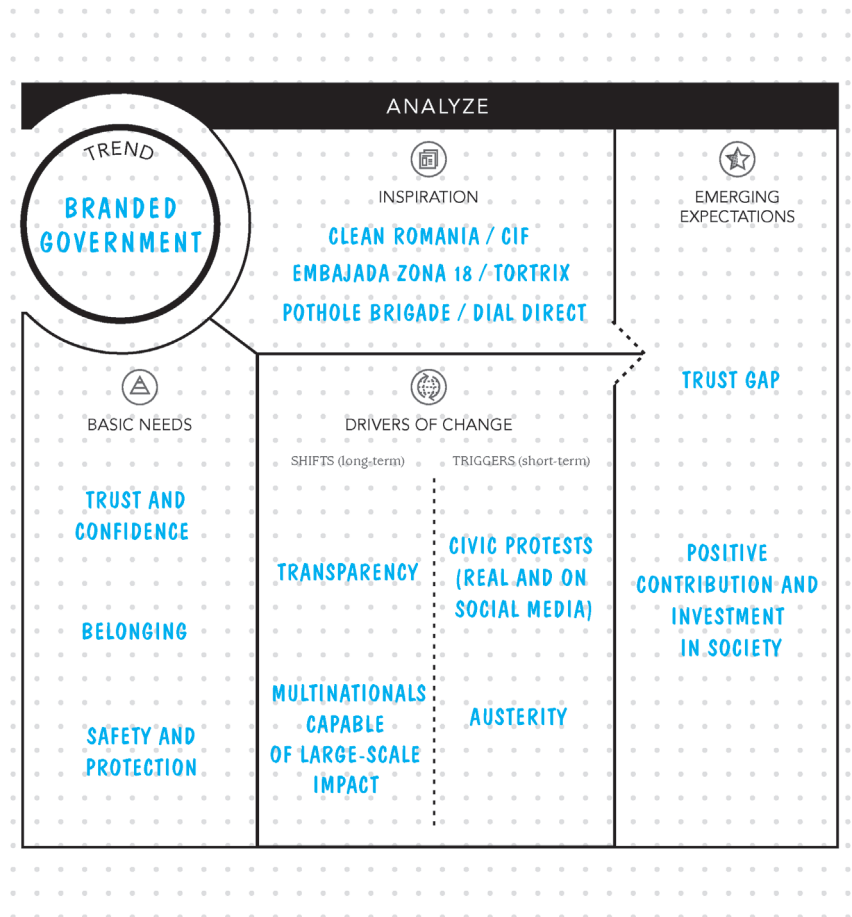 ANALYZE
TREND
BRANDED
GOVERNMENT
INSPIRATION
CLEAN ROMANIA / CIF
EMBAJADA ZONA 18 / TORTRIX
POTHOLE BRIGADE / DIAL DIRECT
EMERGING
EXPECTATIONS
TRUST GAP
POSITIVE
CONTRIBUTION AND
INVESTMENT
IN SOCIETY
BASIC NEEDS
TRUST AND
CONFIDENCE
BELONGING
SAFETY AND
PROTECTION
DRIVERS OF CHANGE
SHIFTS (long-term)
TRANSPARENCY
MULTINATIONALS
CAPABLE
OF LARGE-SCALE
IMPACT
TRIGGERS (short-term)
CIVIC PROTESTS
(REAL AND ON
SOCIAL MEDIA)
AUSTERITY